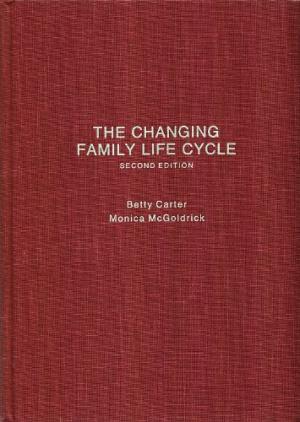 THE CHANGING
FAMILY LIFE CYCLE
SECOND EDITION
Betty Carter
Monica McGoldrick